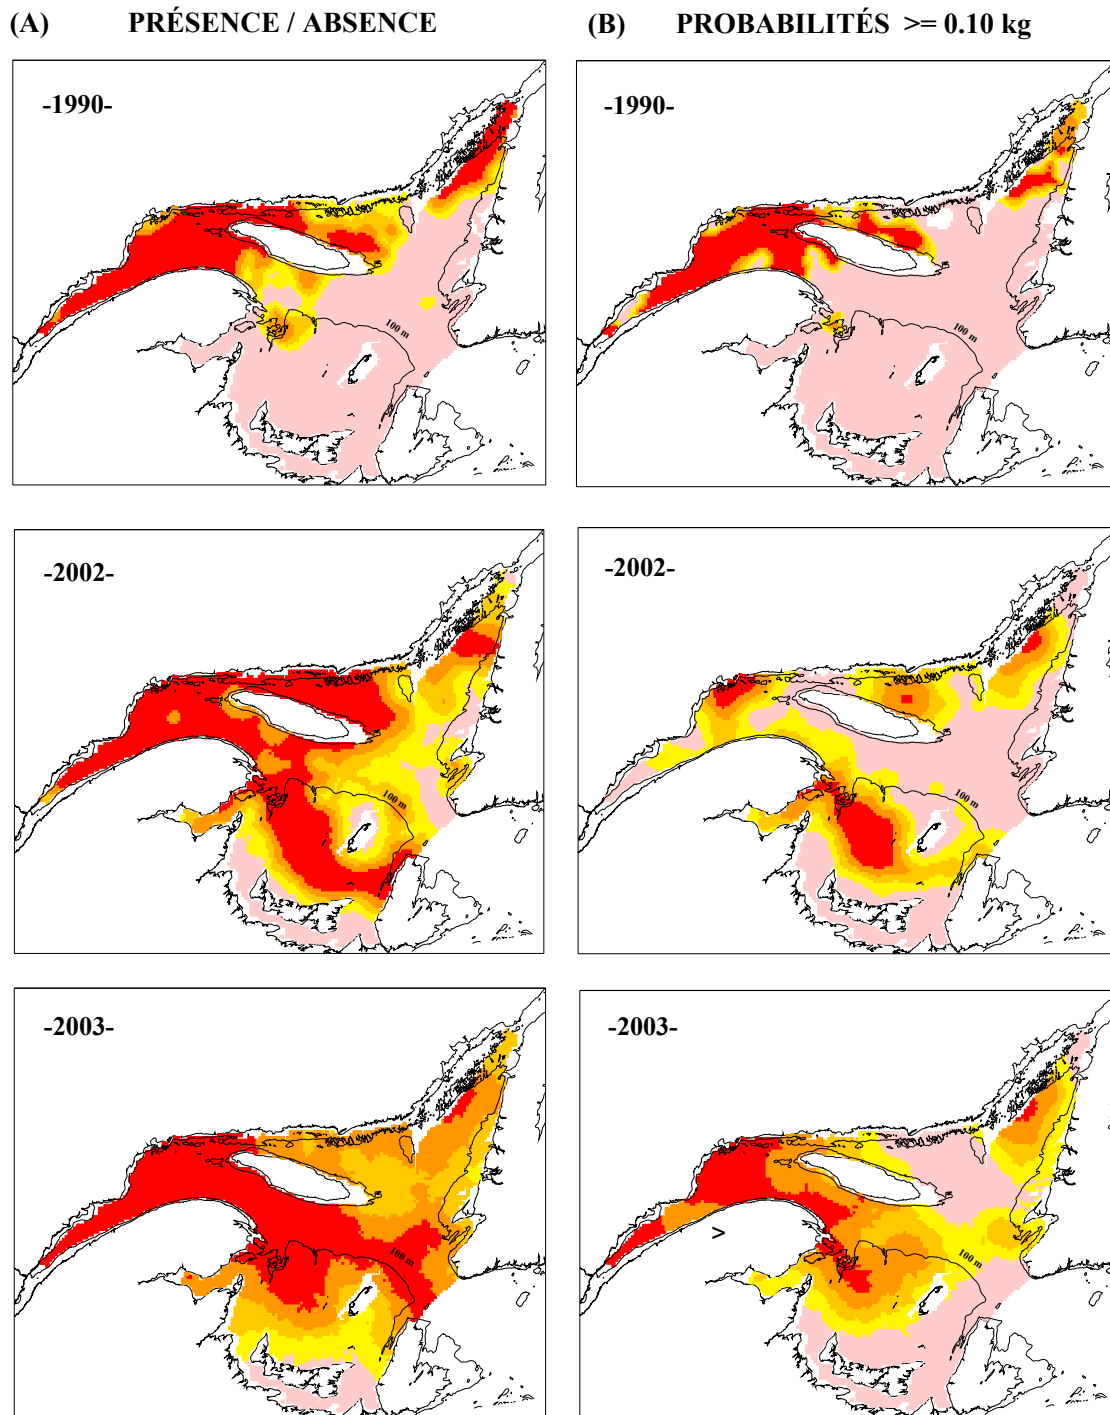 (A) PRÉSENCE / ABSENCE
(B) PROBABILITÉS >= 0.10 kg
-1990-
100 m
-1990-
100 m
-2002-
100 m
-2002-
100 m
-2003-
100 m
-2003-
>
100 m